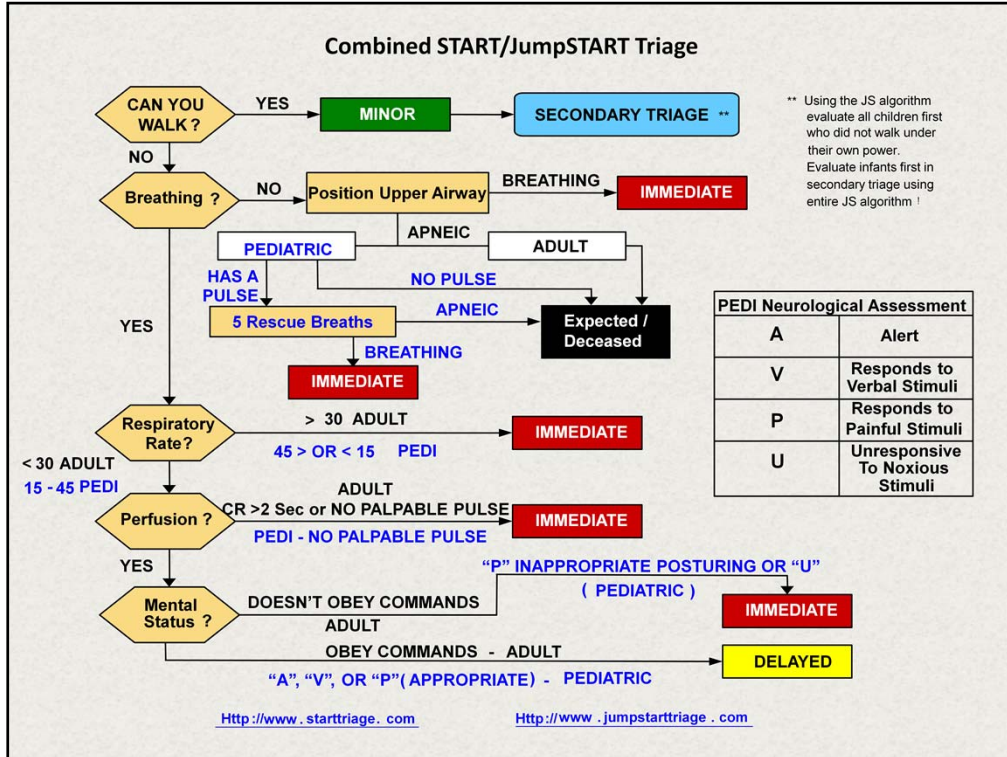 Combined START/JumpSTART Triage
CAN YOU
WALK ?
YES
MINOR
SECONDARY TRIAGE **
** Using the JS algorithm
evaluate all children first
who did not walk under
their own power.
Evaluate infants first in
secondary triage using
entire JS algorithm !
NO
Breathing ?
NO
Position Upper Airway
BREATHING
IMMEDIATE
APNEIC
PEDIATRIC
ADULT
HAS A
PULSE
NO PULSE
5 Rescue Breaths
APNEIC
Expected /
Deceased
BREATHING
IMMEDIATE
YES
PEDI Neurological Assessment
A
Alert
V
Responds to
Verbal Stimuli
P
Responds to
Painful Stimuli
U
Unresponsive
To Noxious
Stimuli
Respiratory
Rate?
> 30 ADULT
45 > OR < 15 PEDI
IMMEDIATE
< 30 ADULT
15 - 45 PEDI
Perfusion ?
ADULT
CR >2 Sec or NO PALPABLE PULSE
PEDI - NO PALPABLE PULSE
IMMEDIATE
YES
Mental
Status ?
DOESN'T OBEY COMMANDS
ADULT
“P” INAPPROPRIATE POSTURING OR “U”
( PEDIATRIC )
IMMEDIATE
OBEY COMMANDS - ADULT
“A”, “V”, OR “P”( APPROPRIATE) - PEDIATRIC
DELAYED
Http://www . starttriage . com
Http://www . jumpstarttriage . com